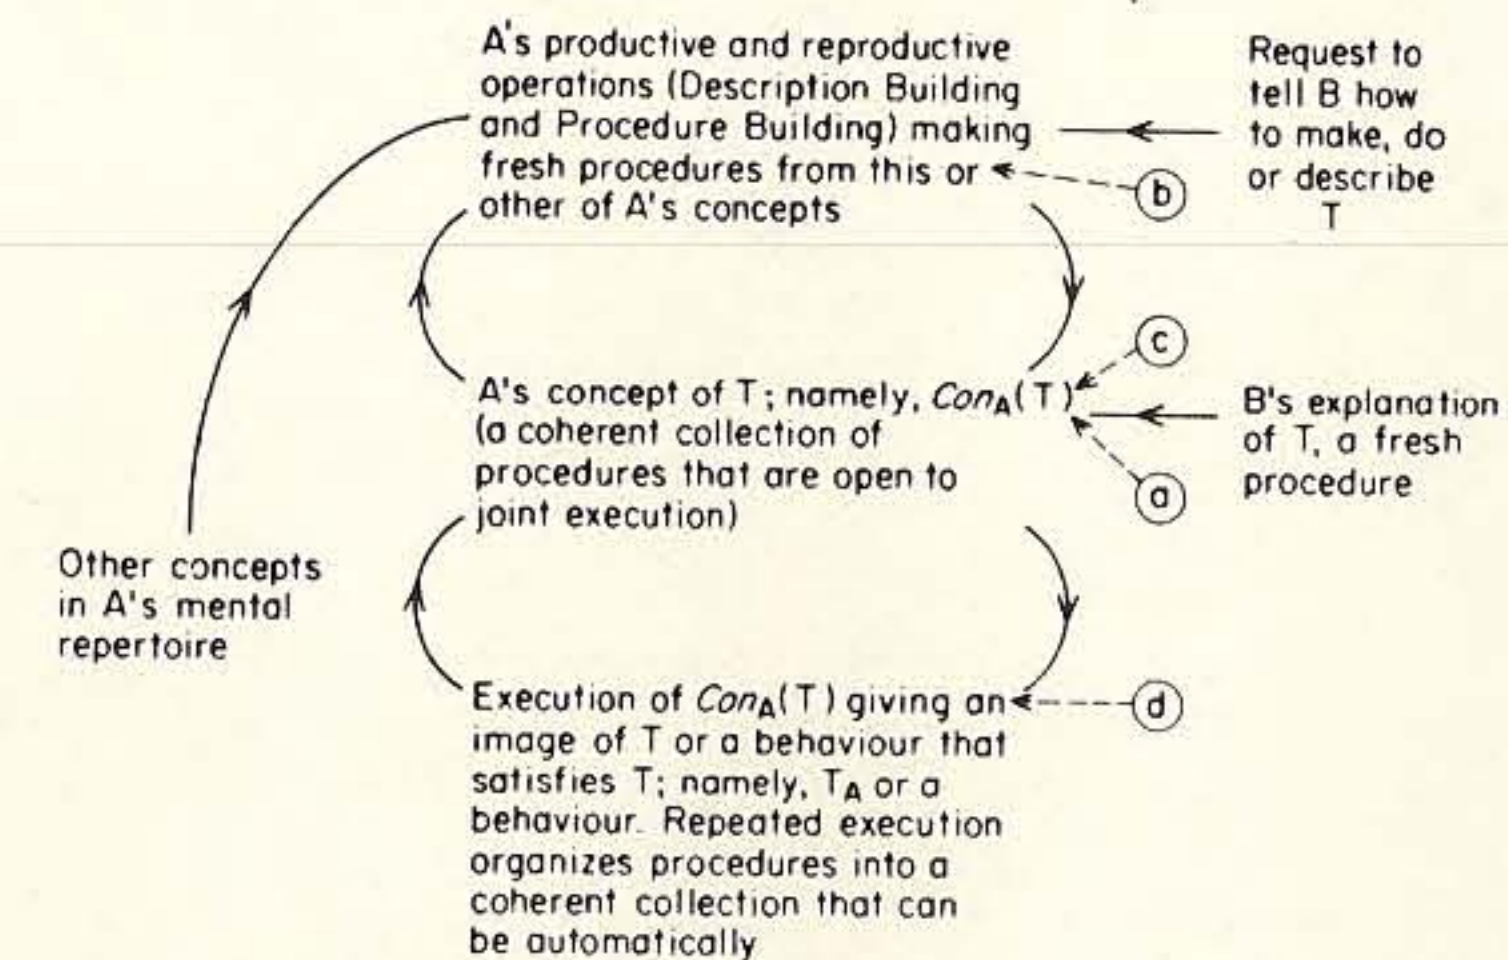 A's productive and reproductive
operations (Description Building
and Procedure Building) making
fresh procedures from this or
other of A's concepts
Request to
tell B how
to make, do
or describe
T
b
c
A's concept of T; namely, ConA(T)
(a coherent collection of
procedures that are open to
joint execution)
B's explanation
of T, a fresh
procedure
a
Other concepts
in A's mental
repertoire
Execution of ConA(T) giving an
image of T or a behaviour that
satisfies T; namely, TA or a
behaviour. Repeated execution
organizes procedures into a
coherent collection that can
be automatically
d